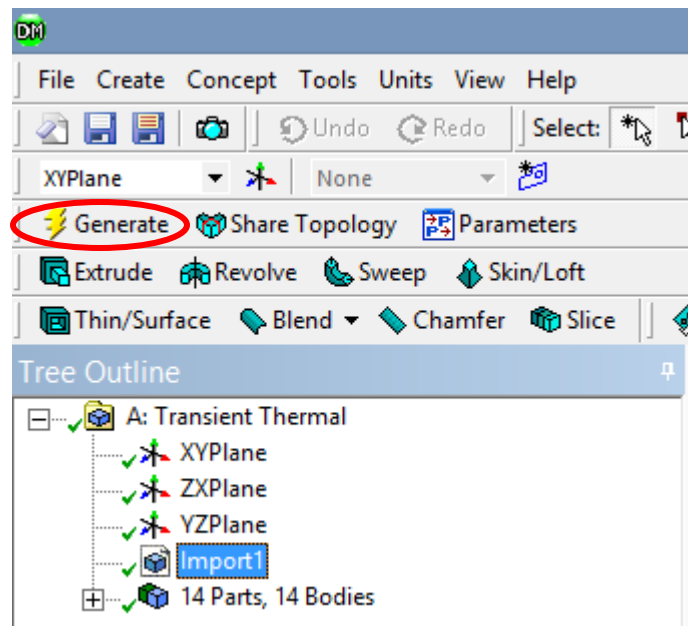 DM
File Create Concept Tools Units View Help
Undo Redo Select:
XYPlane None
Generate Share Topology Parameters
Extrude Revolve Sweep Skin/Loft
Thin/Surface Blend Chamfer Slice
Tree Outline
A: Transient Thermal
XYPlane
ZXPlane
YZPlane
Import1
14 Parts, 14 Bodies